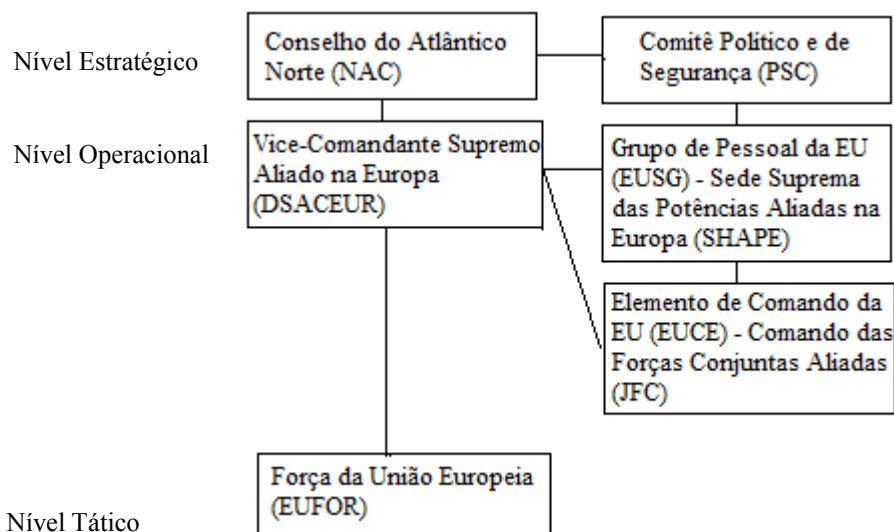 Nível Estratégico
Conselho do Atlântico
Norte (NAC)
Comitê Político e de
Segurança (PSC)
Nível Operacional
Vice-Comandante Supremo
Aliado na Europa
(DSACEUR)
Grupo de Pessoal da EU
(EUSG) - Sede Suprema
das Potências Aliadas na
Europa (SHAPE)
Elemento de Comando da
EU (EUCE) - Comando das
Forças Conjuntas Aliadas
(JFC)
Força da União Europeia
(EUFOR)
Nível Tático